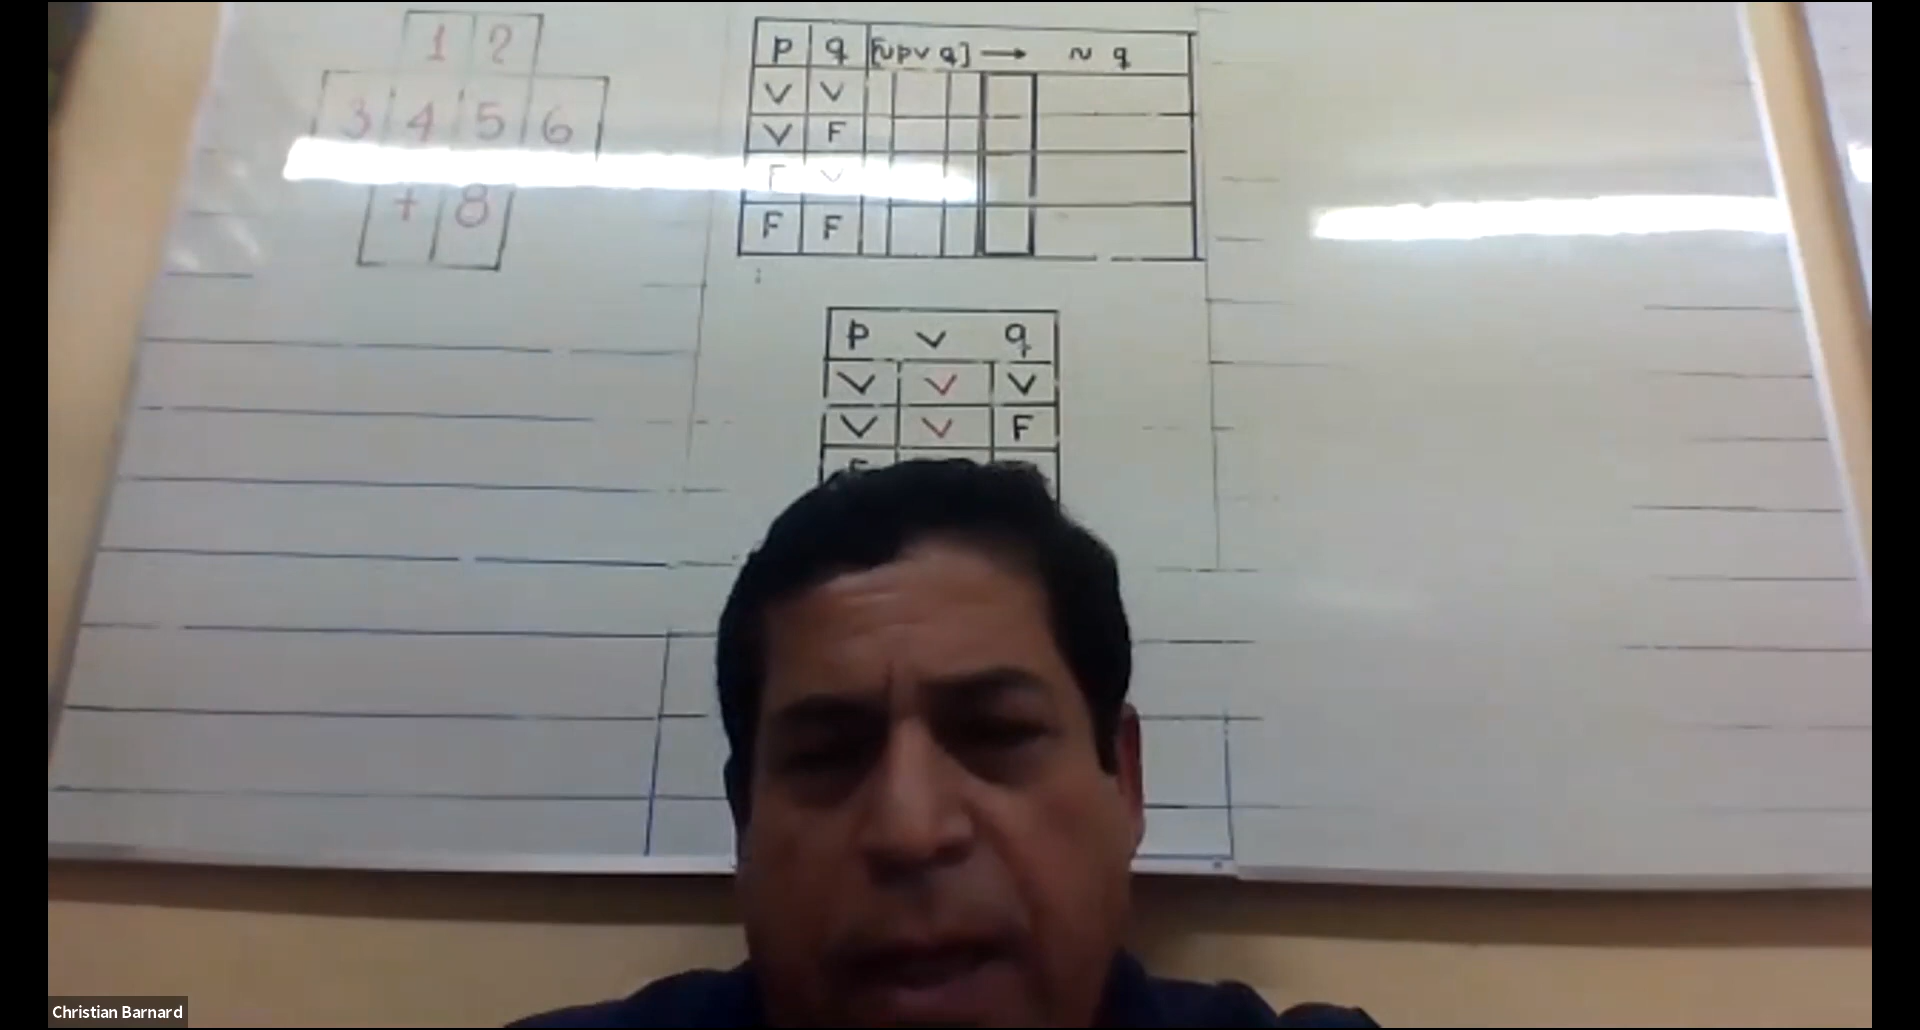 1 2
3 4 5 6
7 8
p q [~p v q] → ~ q
V V
V F
F V
F F
p v q
V V V
V V F
Christian Barnard